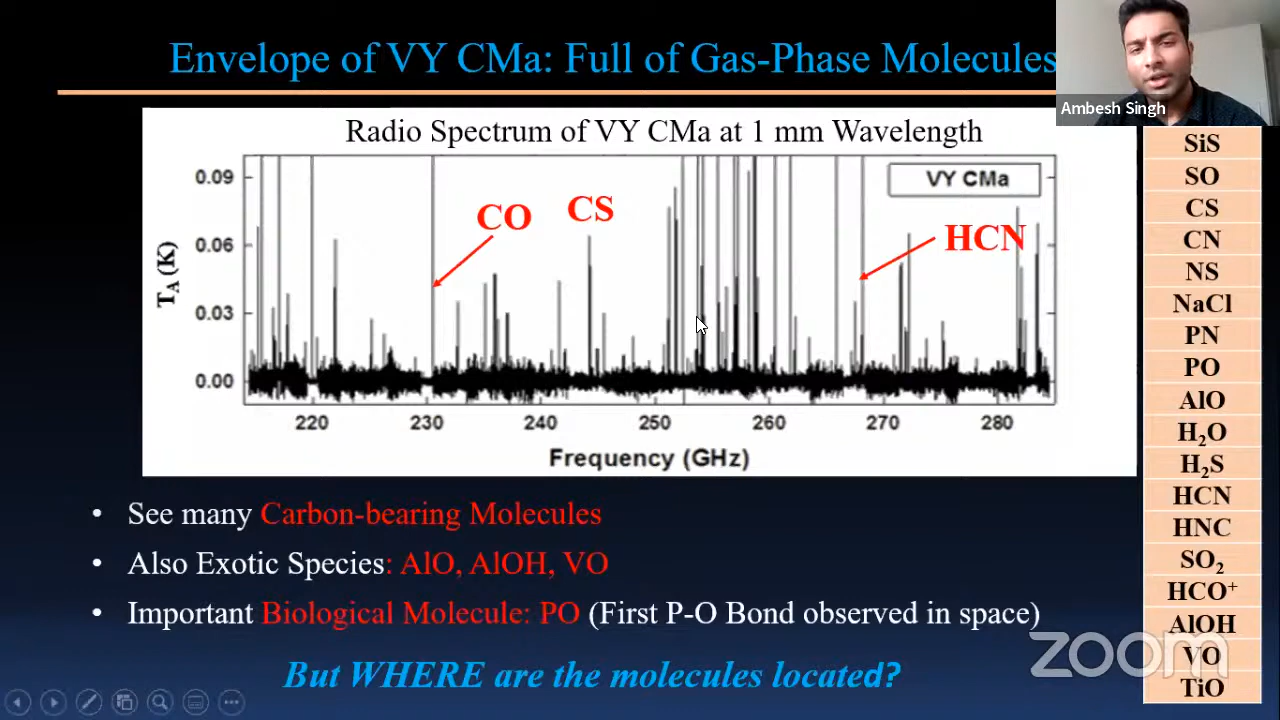 Envelope of VY CMa: Full of Gas-Phase Molecules
Ambesh Singh
Radio Spectrum of VY CMa at 1 mm Wavelength
VY CMa
0.09
0.06
0.03
0.00
T_A (K)
CO
CS
HCN
220 230 240 250 260 270 280
Frequency (GHz)
• See many Carbon-bearing Molecules
• Also Exotic Species: AlO, AlOH, VO
• Important Biological Molecule: PO (First P-O Bond observed in space)
But WHERE are the molecules located?
SiS
SO
CS
CN
NS
NaCl
PN
PO
AlO
H₂O
H₂S
HCN
HNC
SO₂
HCO⁺
AlOH
VO
TiO
zoom